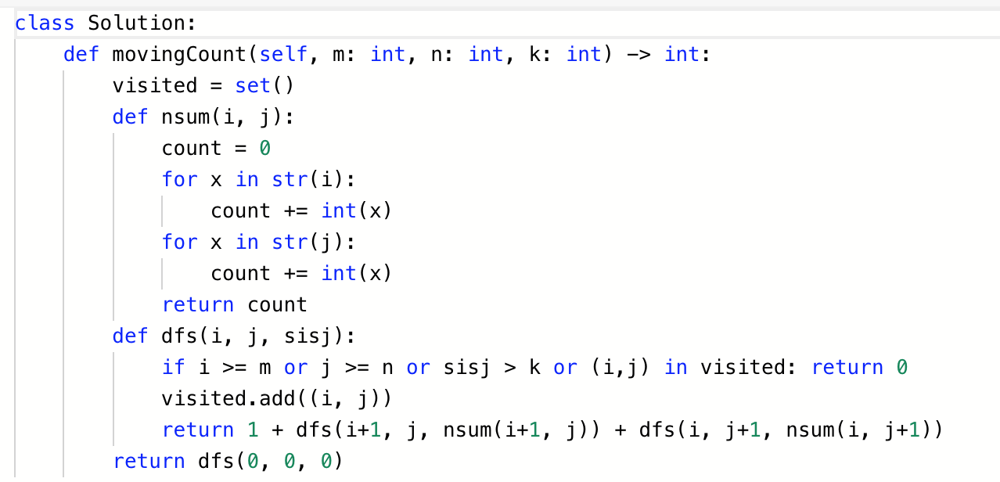 class Solution:
    def movingCount(self, m: int, n: int, k: int) -> int:
        visited = set()
        def nsum(i, j):
            count = 0
            for x in str(i):
                count += int(x)
            for x in str(j):
                count += int(x)
            return count
        def dfs(i, j, sisj):
            if i >= m or j >= n or sisj > k or (i,j) in visited: return 0
            visited.add((i, j))
            return 1 + dfs(i+1, j, nsum(i+1, j)) + dfs(i, j+1, nsum(i, j+1))
        return dfs(0, 0, 0)